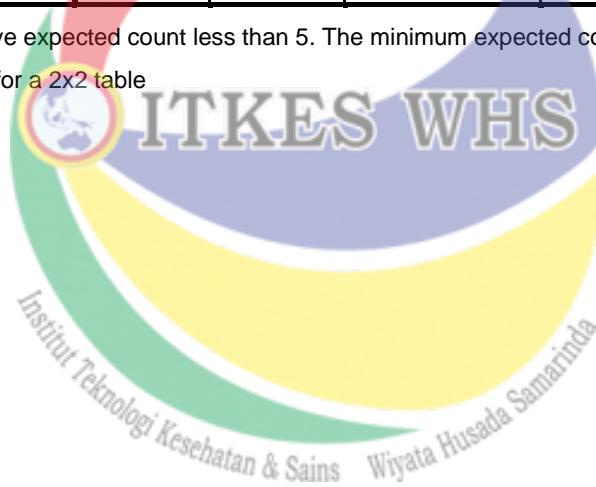 ve expected count less than 5. The minimum expected co
for a 2x2 table
ITKES WHS
Institut Teknologi Kesehatan & Sains Wiyata Husada Samarinda